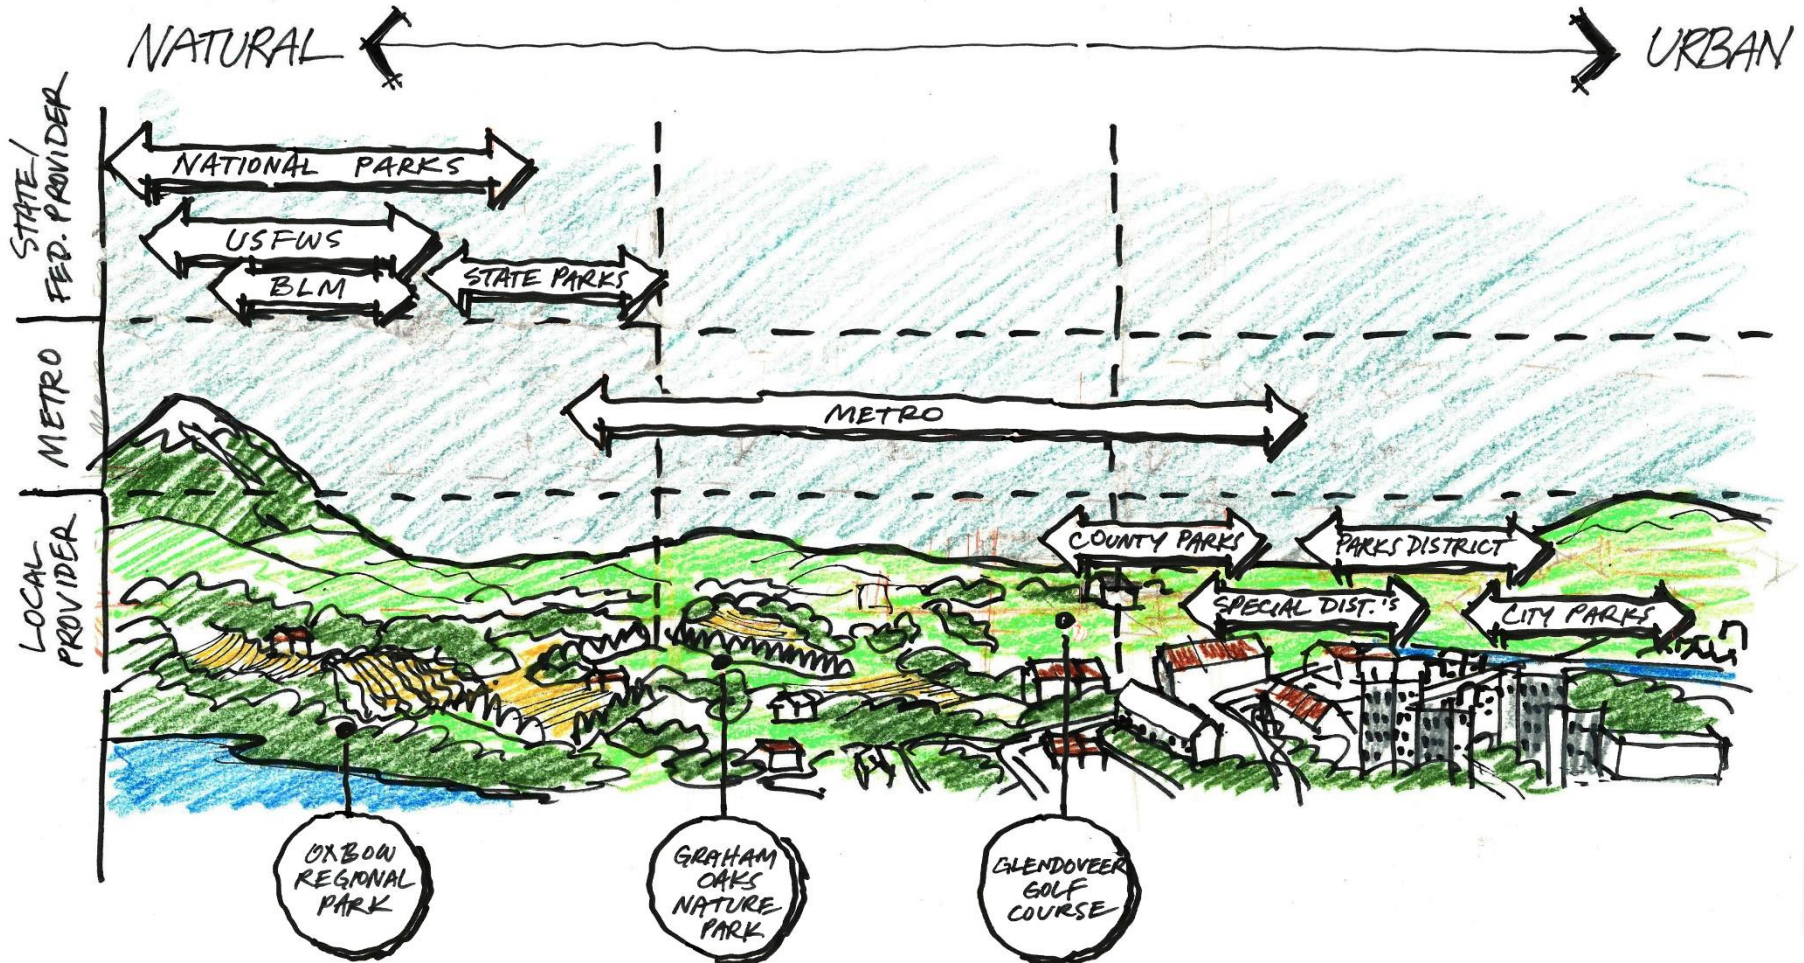 NATURAL
URBAN
STATE/
FED. PROVIDER
NATIONAL PARKS
USFWS
BLM
STATE PARKS
METRO
METRO
LOCAL
PROVIDER
COUNTY PARKS
PARKS DISTRICT
SPECIAL DIST.'S
CITY PARKS
OXBOW
REGIONAL
PARK
GRAHAM
OAKS
NATURE
PARK
GLENDOVEER
GOLF
COURSE